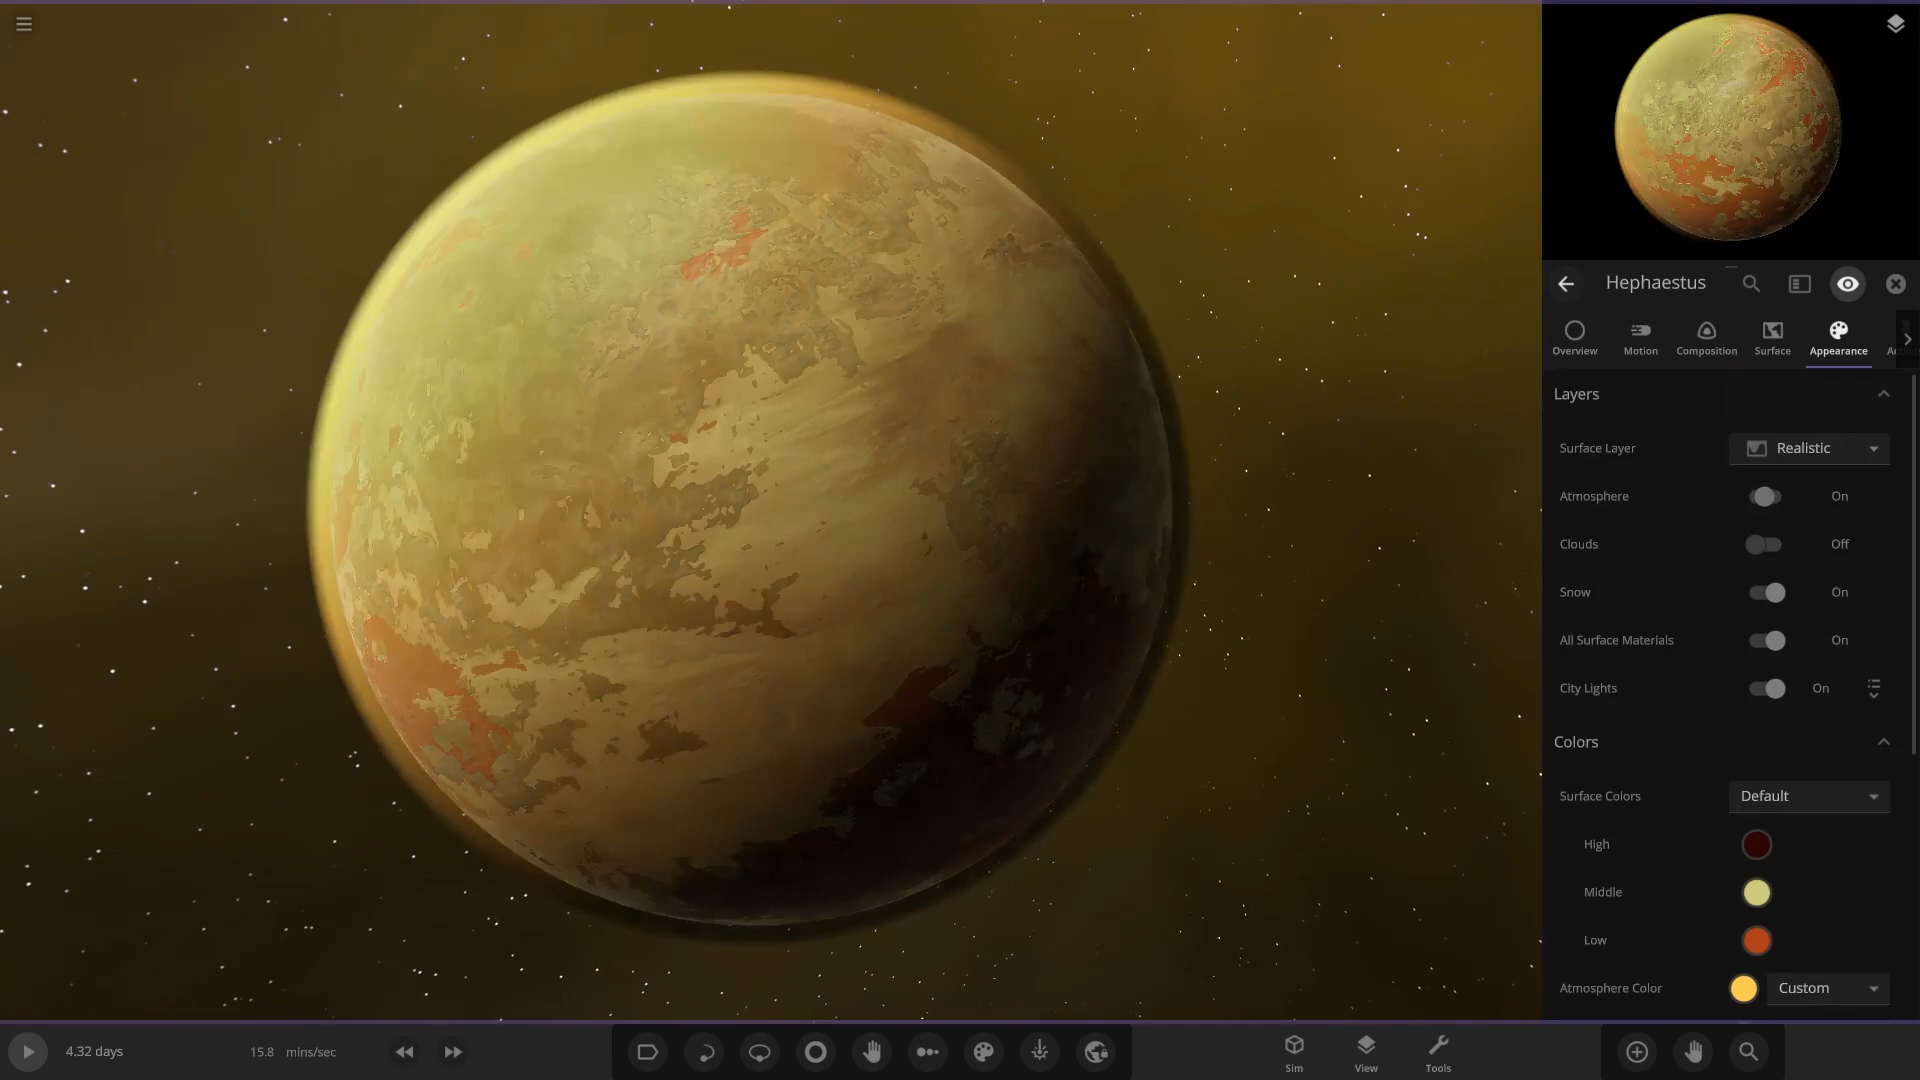 Hephaestus
Overview Motion Composition Surface Appearance
Layers
Surface Layer Realistic
Atmosphere On
Clouds Off
Snow On
All Surface Materials On
City Lights On
Colors
Surface Colors Default
High
Middle
Low
Atmosphere Color Custom
4.32 days 15.8 mins/sec
Sim View Tools